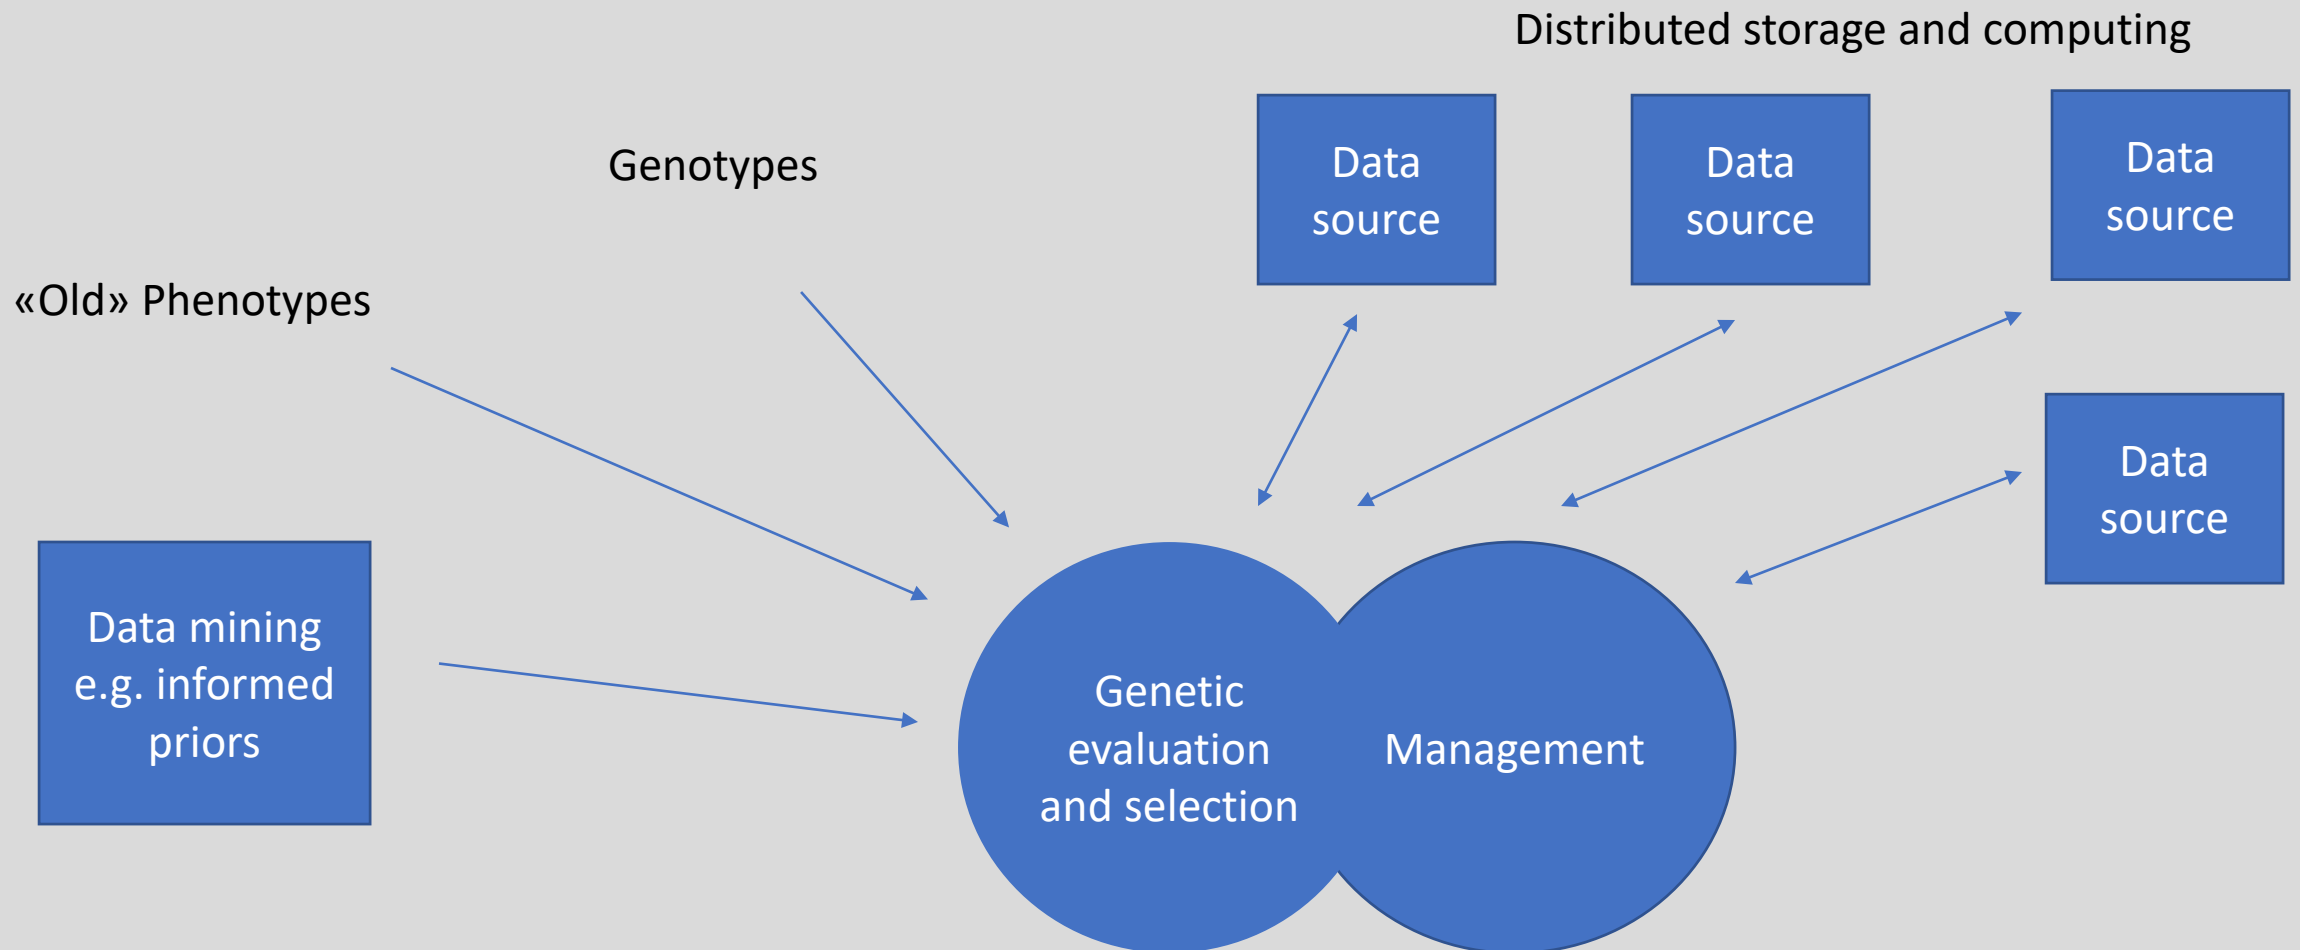 Distributed storage and computing
Genotypes
«Old» Phenotypes
Data
source
Data
source
Data
source
Data
source
Data mining
e.g. informed
priors
Genetic
evaluation
and selection
Management